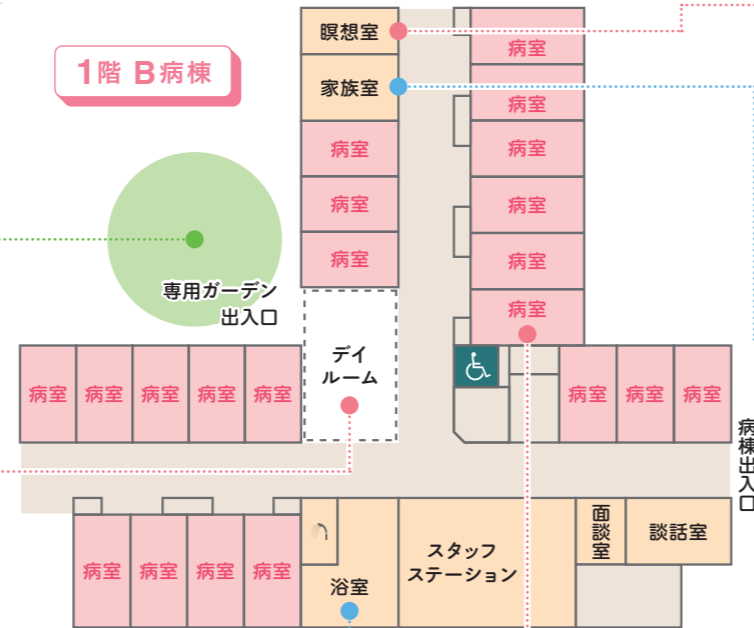 1階 B病棟
瞑想室
家族室
病室
病室
病室
病室
病室
病室
病室
病室
病室
専用ガーデン
出入口
デイ
ルーム
病室
病室
病室
病室
病室
病室
病室
病室
病棟出入口
病室
病室
病室
病室
浴室
スタッフ
ステーション
面談室
談話室